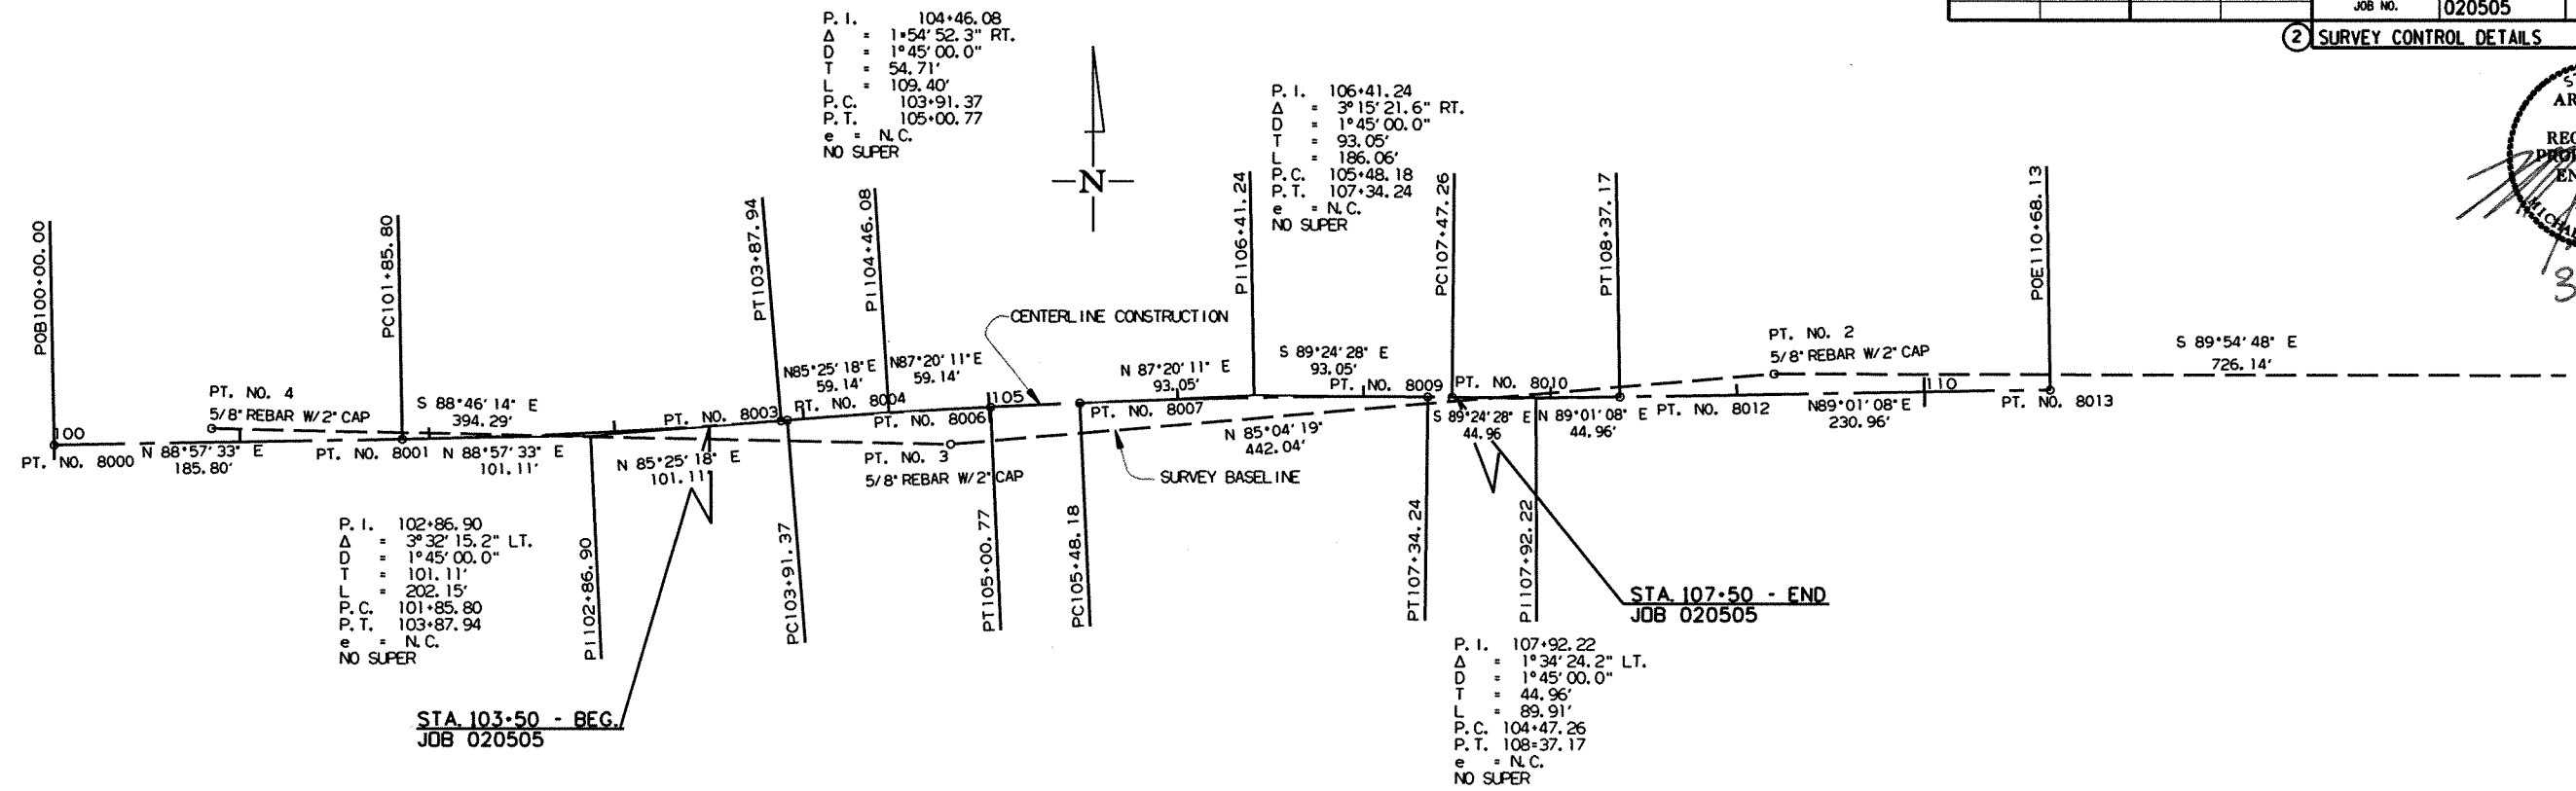 JOB NO. 020505
2 SURVEY CONTROL DETAILS
P.I. 104+46.08
Δ = 1°54'52.3" RT.
D = 1°45'00.0"
T = 54.71'
L = 109.40'
P.C. 103+91.37
P.T. 105+00.77
e = N.C.
NO SUPER
N
P.I. 106+41.24
Δ = 3°15'21.6" RT.
D = 1°45'00.0"
T = 93.05'
L = 186.06'
P.C. 105+48.18
P.T. 107+34.24
e = N.C.
NO SUPER
POB100+00.00
PC101+85.80
PT103+87.94
PI104+46.08
PI106+41.24
PC107+47.26
PT108+37.17
POE110+68.13
CENTERLINE CONSTRUCTION
PT. NO. 4
5/8" REBAR W/2" CAP
S 88°46'14" E
394.29'
N85°25'18"E
59.14'
N87°20'11"E
59.14'
N 87°20'11" E
93.05'
S 89°24'28" E
93.05'
PT. NO. 2
5/8" REBAR W/2" CAP
S 89°54'48" E
726.14'
100
PT. NO. 8000
N 88°57'33" E
185.80'
PT. NO. 8001
N 88°57'33" E
101.11'
PT. NO. 8003
PT. NO. 8004
N 85°25'18" E
101.11'
PT. NO. 8006
105
PT. NO. 3
5/8" REBAR W/2" CAP
PT. NO. 8007
N 85°04'19"
442.04'
SURVEY BASELINE
PT. NO. 8009
PT. NO. 8010
S 89°24'28" E
44.96
N 89°01'08" E
44.96'
PT. NO. 8012
N89°01'08"E
230.96'
110
PT. NO. 8013
PI102+86.90
PC103+91.37
PT105+00.77
PC105+48.18
PT107+34.24
PI107+92.22
P.I. 102+86.90
Δ = 3°32'15.2" LT.
D = 1°45'00.0"
T = 101.11'
L = 202.15'
P.C. 101+85.80
P.T. 103+87.94
e = N.C.
NO SUPER
STA. 103+50 - BEG.
JOB 020505
STA. 107+50 - END
JOB 020505
P.I. 107+92.22
Δ = 1°34'24.2" LT.
D = 1°45'00.0"
T = 44.96'
L = 89.91'
P.C. 104+47.26
P.T. 108=37.17
e = N.C.
NO SUPER